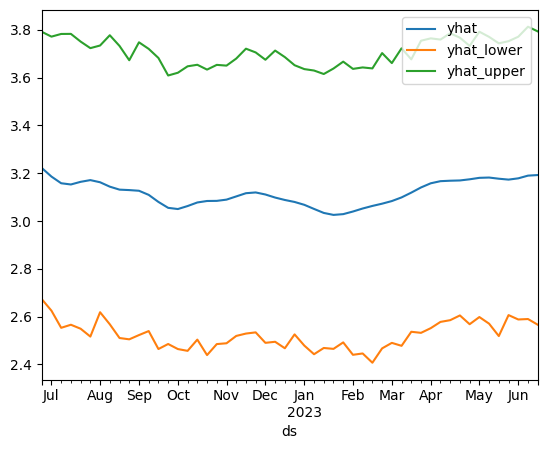 3.8
3.6
3.4
3.2
3.0
2.8
2.6
2.4
yhat
yhat_lower
yhat_upper
Jul Aug Sep Oct Nov Dec Jan Feb Mar Apr May Jun
2023
ds